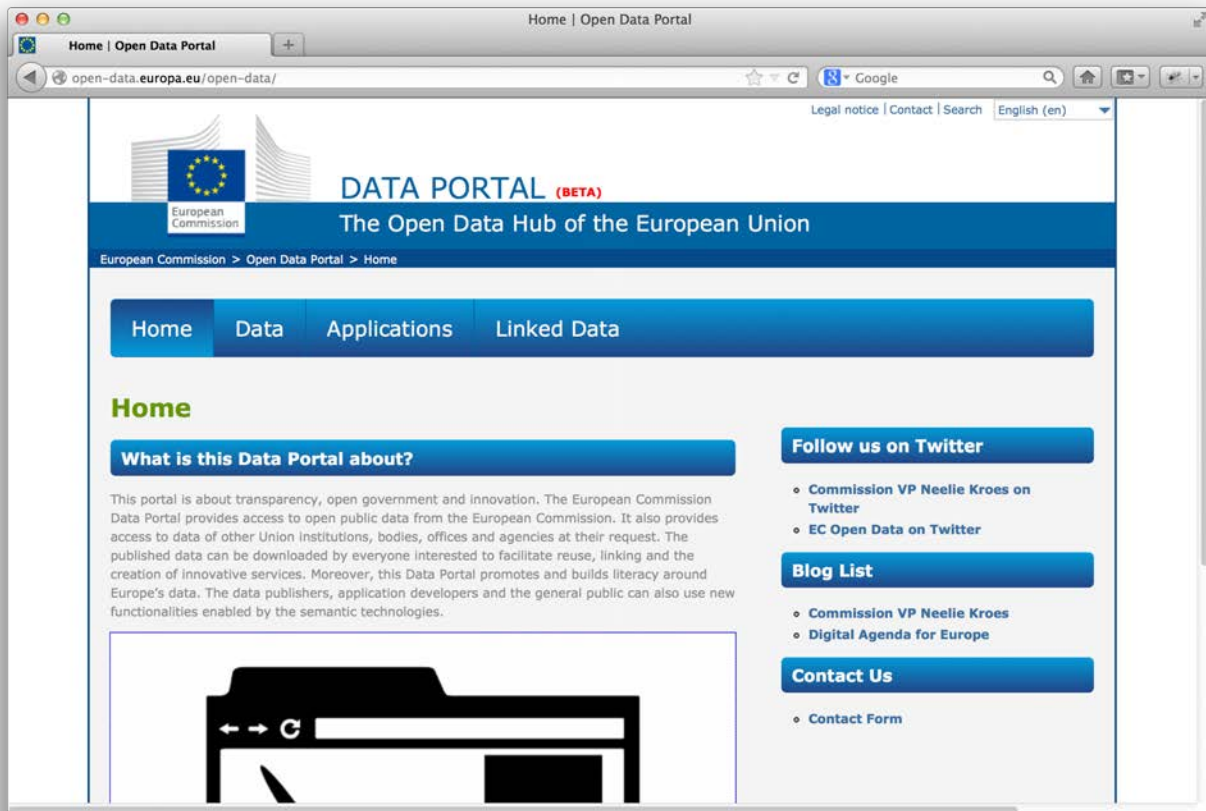 Home | Open Data Portal
Home | Open Data Portal
open-data.europa.eu/open-data/
Google
Legal notice | Contact | Search English (en)
European
Commission
DATA PORTAL (BETA)
The Open Data Hub of the European Union
European Commission > Open Data Portal > Home
Home Data Applications Linked Data
Home
What is this Data Portal about?
This portal is about transparency, open government and innovation. The European Commission
Data Portal provides access to open public data from the European Commission. It also provides
access to data of other Union institutions, bodies, offices and agencies at their request. The
published data can be downloaded by everyone interested to facilitate reuse, linking and the
creation of innovative services. Moreover, this Data Portal promotes and builds literacy around
Europe's data. The data publishers, application developers and the general public can also use new
functionalities enabled by the semantic technologies.
Follow us on Twitter
Commission VP Neelie Kroes on
Twitter
EC Open Data on Twitter
Blog List
Commission VP Neelie Kroes
Digital Agenda for Europe
Contact Us
Contact Form